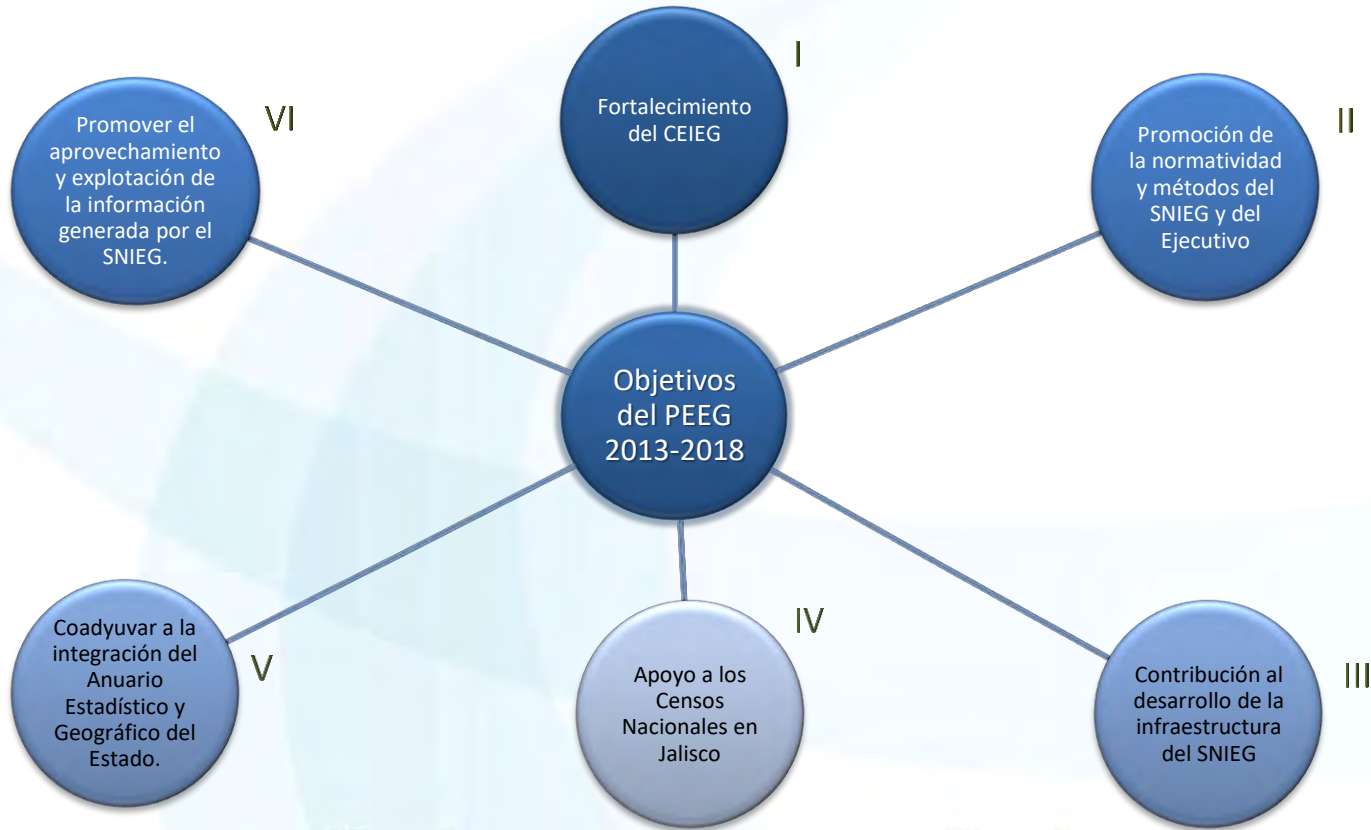 I
Fortalecimiento
del CEIEG
II
Promoción de
la normatividad
y métodos del
SNIEG y del
Ejecutivo
VI
Promover el
aprovechamiento
y explotación de
la información
generada por el
SNIEG.
Objetivos
del PEEG
2013-2018
V
Coadyuvar a la
integración del
Anuario
Estadístico y
Geográfico del
Estado.
IV
Apoyo a los
Censos
Nacionales en
Jalisco
III
Contribución al
desarrollo de la
infraestructura
del SNIEG